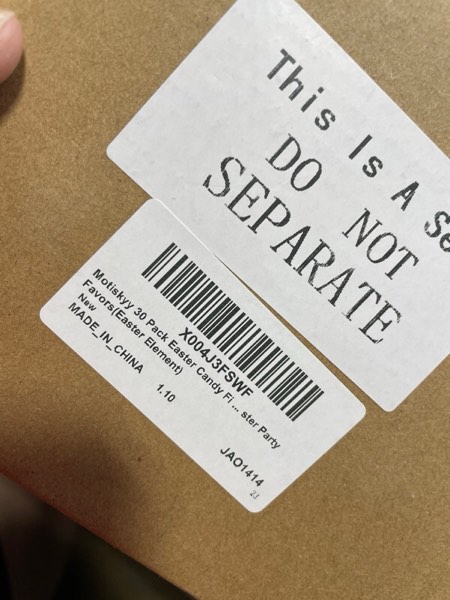 This Is A Se
DO NOT
SEPARATE
X004J3FSWF
Motiskyy 30 Pack Easter Candy Fi ... ster Party
Favors(Easter Element)
New
MADE_IN_CHINA 1.10 JAO1414